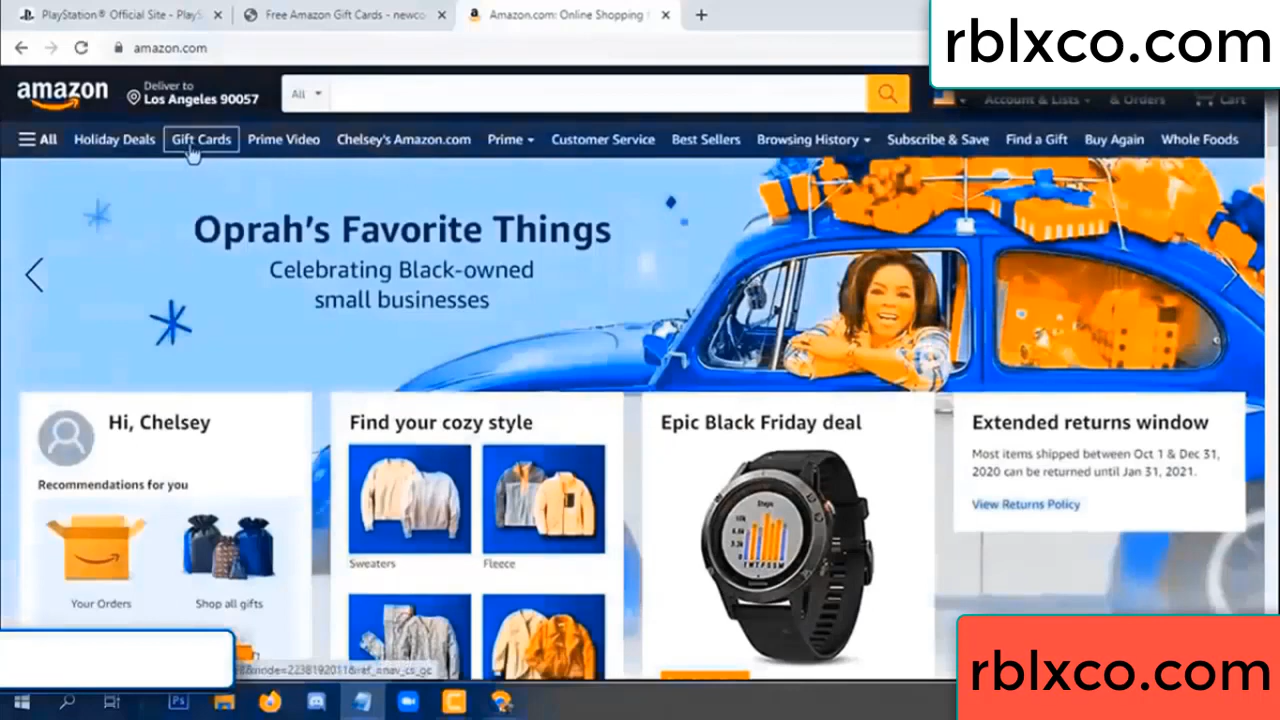 PlayStation® Official Site - PlayS
Free Amazon Gift Cards - newco
Amazon.com: Online Shopping
rblxco.com
amazon.com
amazon
Deliver to
Los Angeles 90057
All
Account & Lists
& Orders
Cart
All
Holiday Deals
Gift Cards
Prime Video
Chelsey's Amazon.com
Prime
Customer Service
Best Sellers
Browsing History
Subscribe & Save
Find a Gift
Buy Again
Whole Foods
Oprah's Favorite Things
Celebrating Black-owned
small businesses
Hi, Chelsey
Recommendations for you
Your Orders
Shop all gifts
Find your cozy style
Sweaters
Fleece
Epic Black Friday deal
Steps
Extended returns window
Most items shipped between Oct 1 & Dec 31,
2020 can be returned until Jan 31, 2021.
View Returns Policy
Ps
rblxco.com